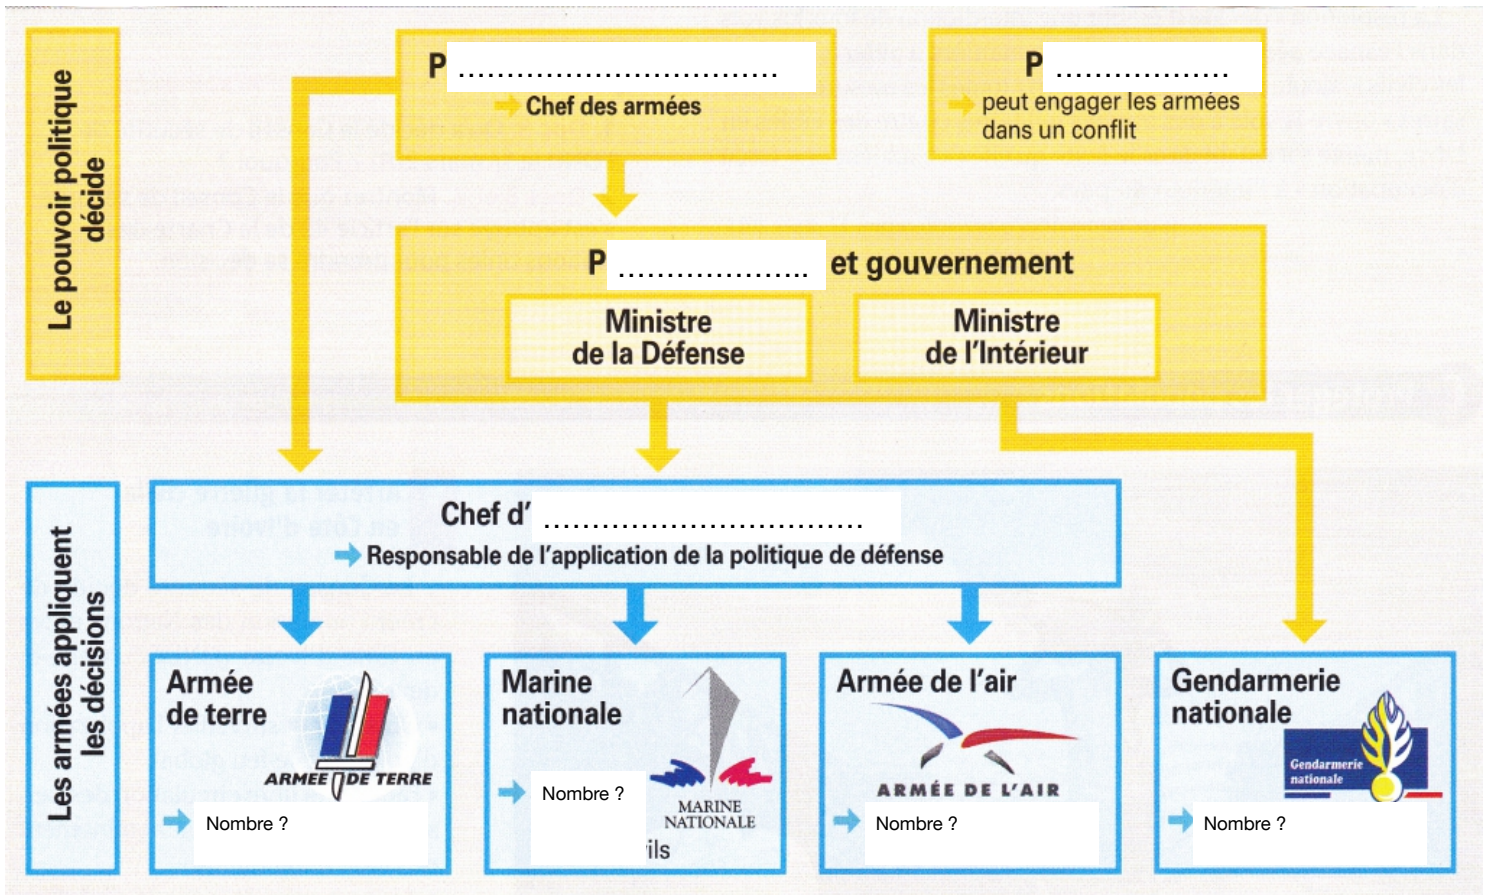 Le pouvoir politique
décide
P ................................
Chef des armées
P ..................
peut engager les armées
dans un conflit
P .................... et gouvernement
Ministre
de la Défense
Ministre
de l'Intérieur
Les armées appliquent
les décisions
Chef d' ................................
Responsable de l'application de la politique de défense
Armée
de terre
ARMEE DE TERRE
Nombre ?
Marine
nationale
Nombre ?
MARINE
NATIONALE
ils
Armée de l'air
ARMÉE DE L'AIR
Nombre ?
Gendarmerie
nationale
Gendarmerie
nationale
Nombre ?